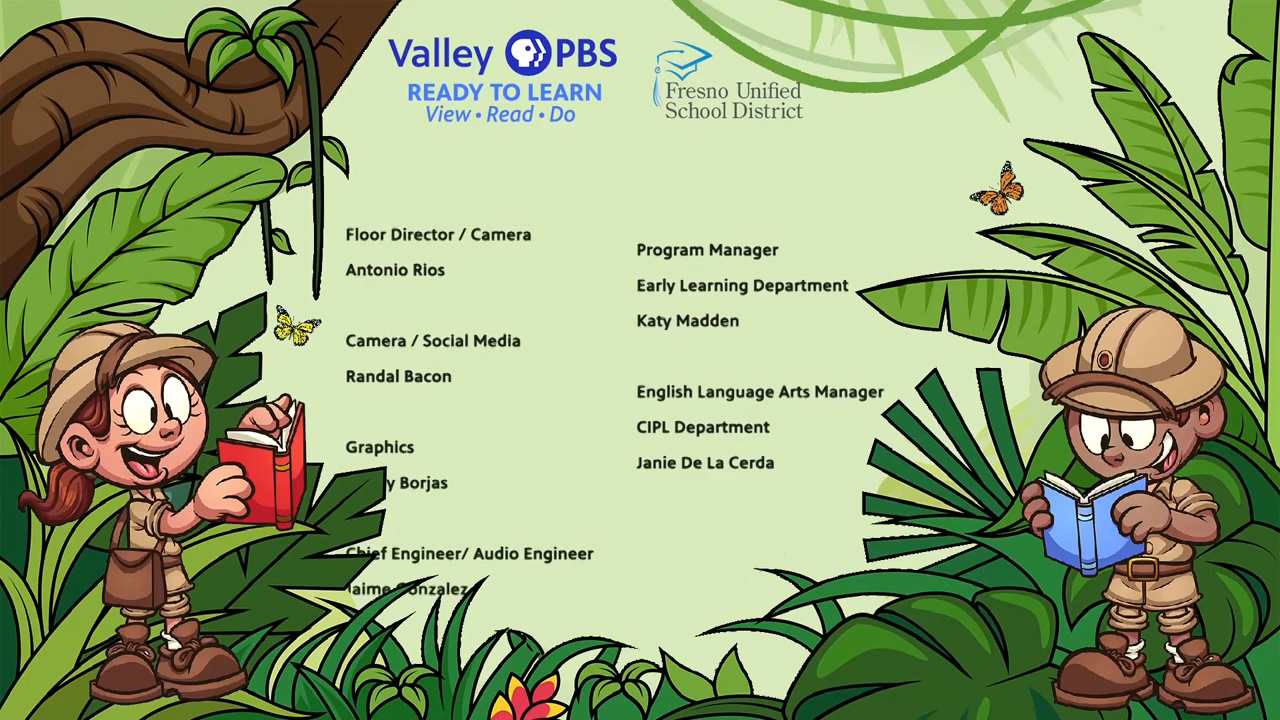 Valley PBS
READY TO LEARN
View • Read • Do
Fresno Unified
School District
Floor Director / Camera
Antonio Rios
Camera / Social Media
Randal Bacon
Graphics
Borjas
Chief Engineer/ Audio Engineer
Jaime Gonzalez
Program Manager
Early Learning Department
Katy Madden
English Language Arts Manager
CIPL Department
Janie De La Cerda